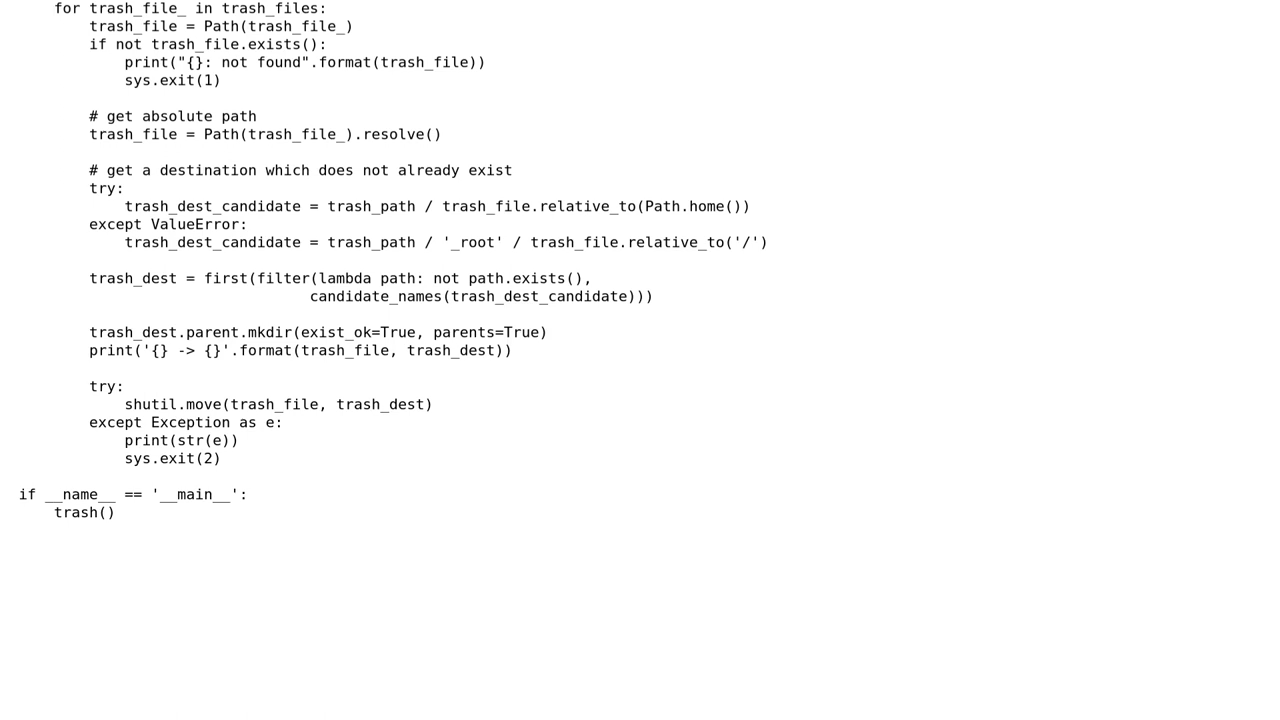 for trash_file_ in trash_files:
        trash_file = Path(trash_file_)
        if not trash_file.exists():
            print("{}: not found".format(trash_file))
            sys.exit(1)

        # get absolute path
        trash_file = Path(trash_file_).resolve()

        # get a destination which does not already exist
        try:
            trash_dest_candidate = trash_path / trash_file.relative_to(Path.home())
        except ValueError:
            trash_dest_candidate = trash_path / '_root' / trash_file.relative_to('/')

        trash_dest = first(filter(lambda path: not path.exists(),
                                 candidate_names(trash_dest_candidate)))

        trash_dest.parent.mkdir(exist_ok=True, parents=True)
        print('{} -> {}'.format(trash_file, trash_dest))

        try:
            shutil.move(trash_file, trash_dest)
        except Exception as e:
            print(str(e))
            sys.exit(2)

if __name__ == '__main__':
    trash()